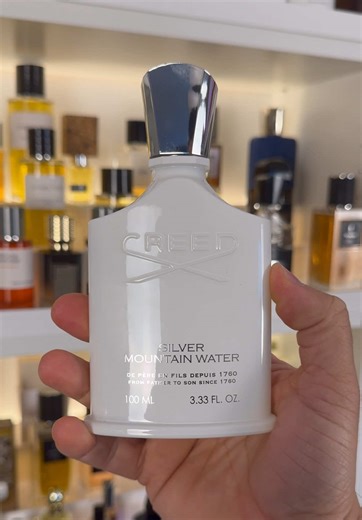 CREED
SILVER
MOUNTAIN WATER
DE PÈRE EN FILS DEPUIS 1760
FROM FATHER TO SON SINCE 1760
100 ML 3.33 FL. OZ.